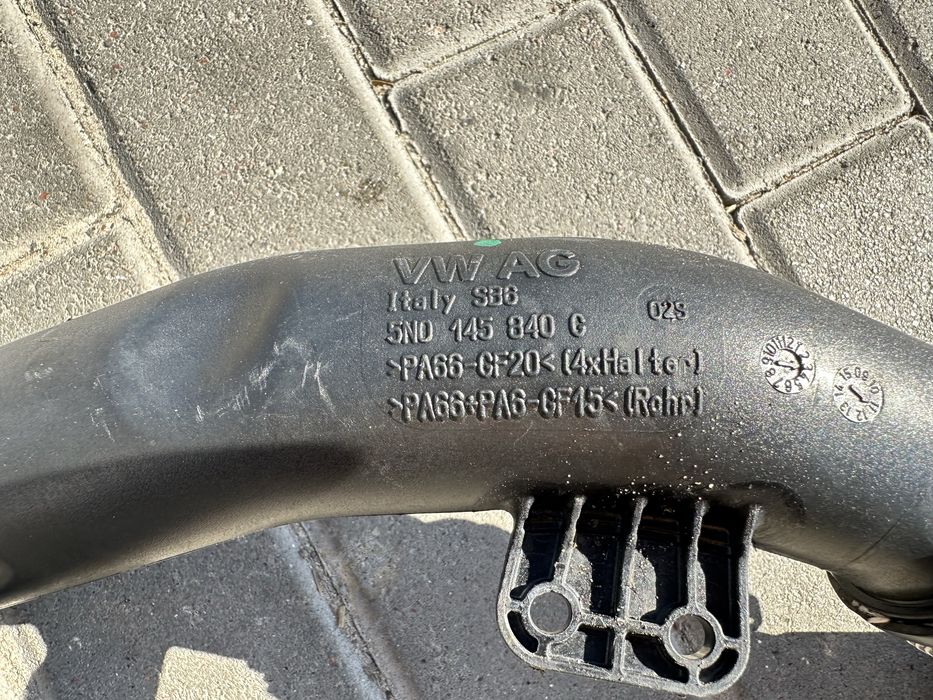 VW AG
Italy SB6
5N0 145 840 C
02S
>PA66-GF20<(4xHalter)
>PA66+PA6-GF15<(Rohr)